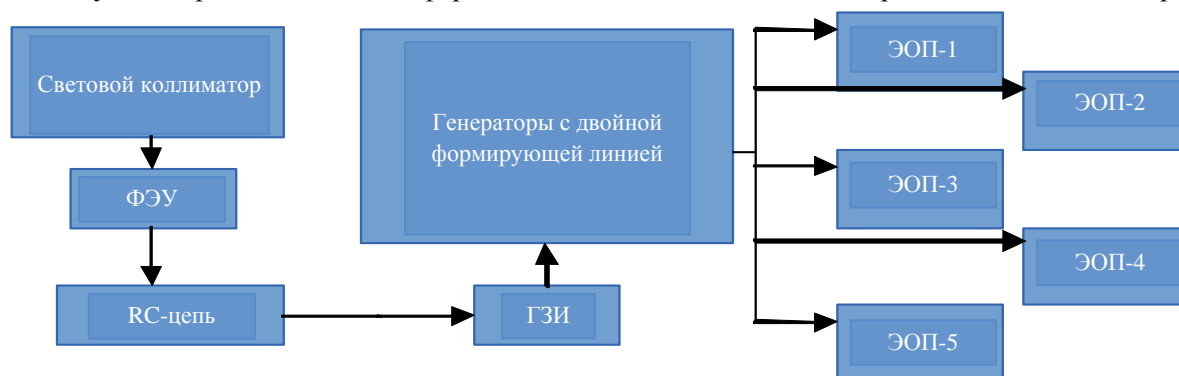 Световой коллиматор
ФЭУ
RC-цепь
ГЗИ
Генераторы с двойной
формирующей линией
ЭОП-1
ЭОП-2
ЭОП-3
ЭОП-4
ЭОП-5